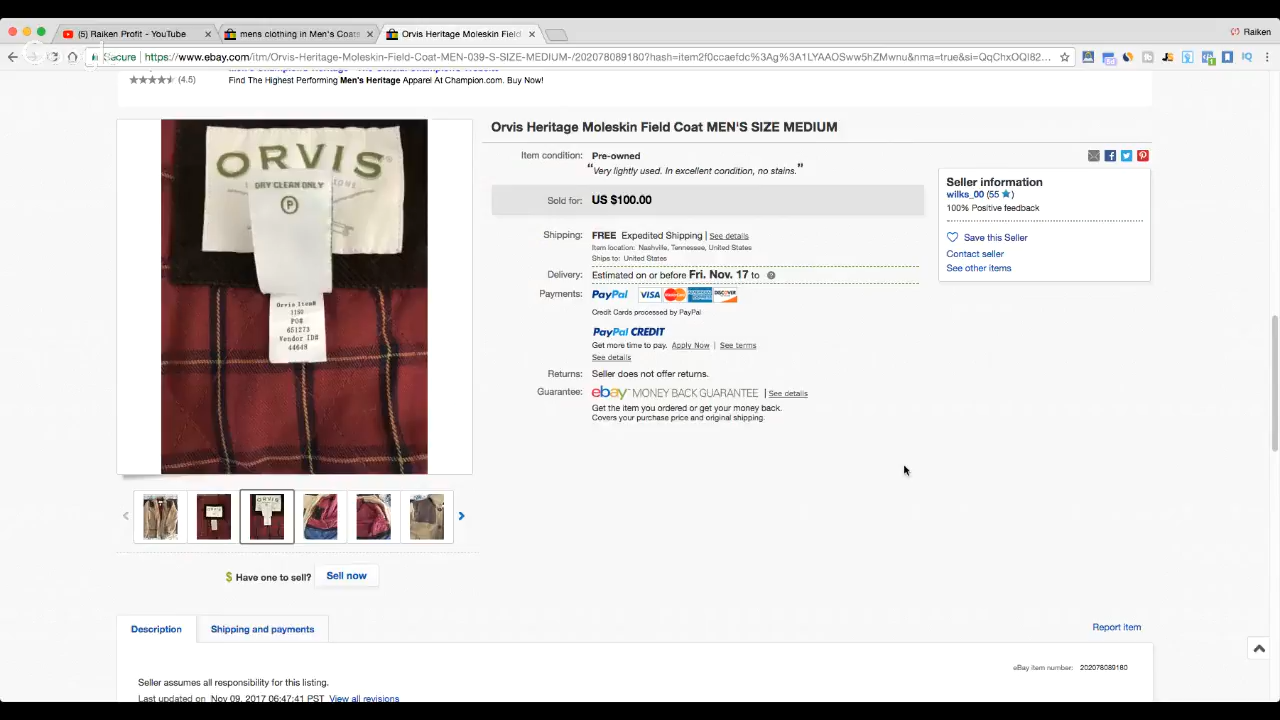 (5) Raiken Profit - YouTube
mens clothing in Men's Coats
Orvis Heritage Moleskin Field
Raiken
Secure
https://www.ebay.com/itm/Orvis-Heritage-Moleskin-Field-Coat-MEN-039-S-SIZE-MEDIUM-/202078089180?hash=item2f0ccaefdc%3Ag%3A1LYAAOSww5hZMwnu&nma=true&si=QqChxOQI82...
(4.5)
Find The Highest Performing Men's Heritage Apparel At Champion.com. Buy Now!
ORVIS
DRY CLEAN ONLY
P
Orvis Item#
1190
PO#
651273
Vendor ID#
44648
Orvis Heritage Moleskin Field Coat MEN'S SIZE MEDIUM
Item condition: Pre-owned
“Very lightly used. In excellent condition, no stains.”
Sold for: US $100.00
Shipping: FREE Expedited Shipping | See details
Item location: Nashville, Tennessee, United States
Ships to: United States
Delivery: Estimated on or before Fri. Nov. 17 to
Payments: PayPal VISA MasterCard DISCOVER
Credit Cards processed by PayPal
PayPal CREDIT
Get more time to pay. Apply Now | See terms
See details
Returns: Seller does not offer returns.
Guarantee: ebay MONEY BACK GUARANTEE | See details
Get the item you ordered or get your money back.
Covers your purchase price and original shipping.
Seller information
wilks_00 (55 )
100% Positive feedback
Save this Seller
Contact seller
See other items
$ Have one to sell? Sell now
Description
Shipping and payments
Report item
eBay item number: 202078089180
Seller assumes all responsibility for this listing.
Last updated on Nov 09, 2017 06:47:41 PST View all revisions